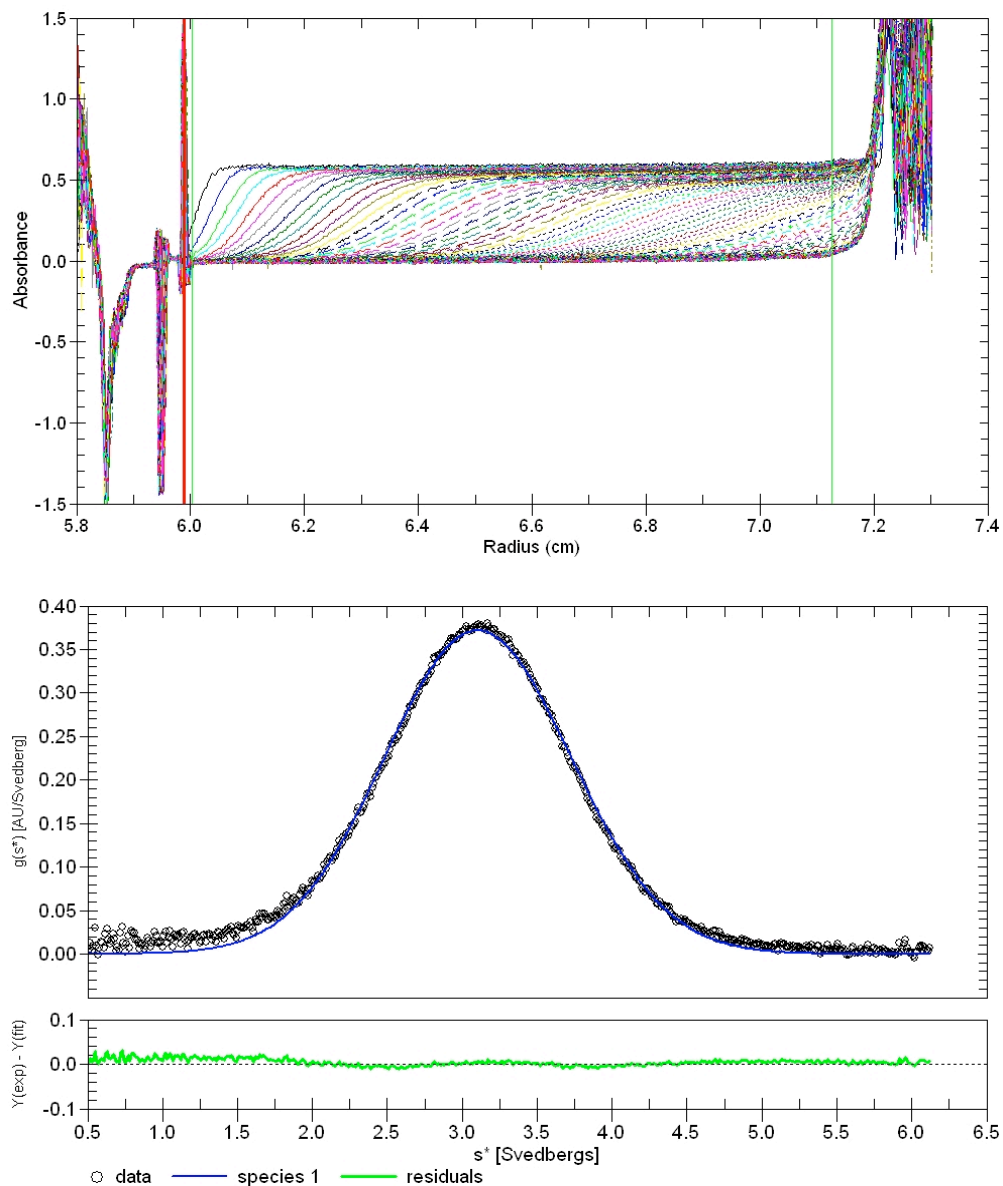 1.5
1.0
0.5
0.0
-0.5
-1.0
-1.5
Absorbance
5.8 6.0 6.2 6.4 6.6 6.8 7.0 7.2 7.4
Radius (cm)
0.40
0.35
0.30
0.25
0.20
0.15
0.10
0.05
0.00
g(s*) [AU/Svedberg]
0.1
0.0
-0.1
Y(exp) - Y(fit)
0.5 1.0 1.5 2.0 2.5 3.0 3.5 4.0 4.5 5.0 5.5 6.0 6.5
s* [Svedbergs]
data species 1 residuals